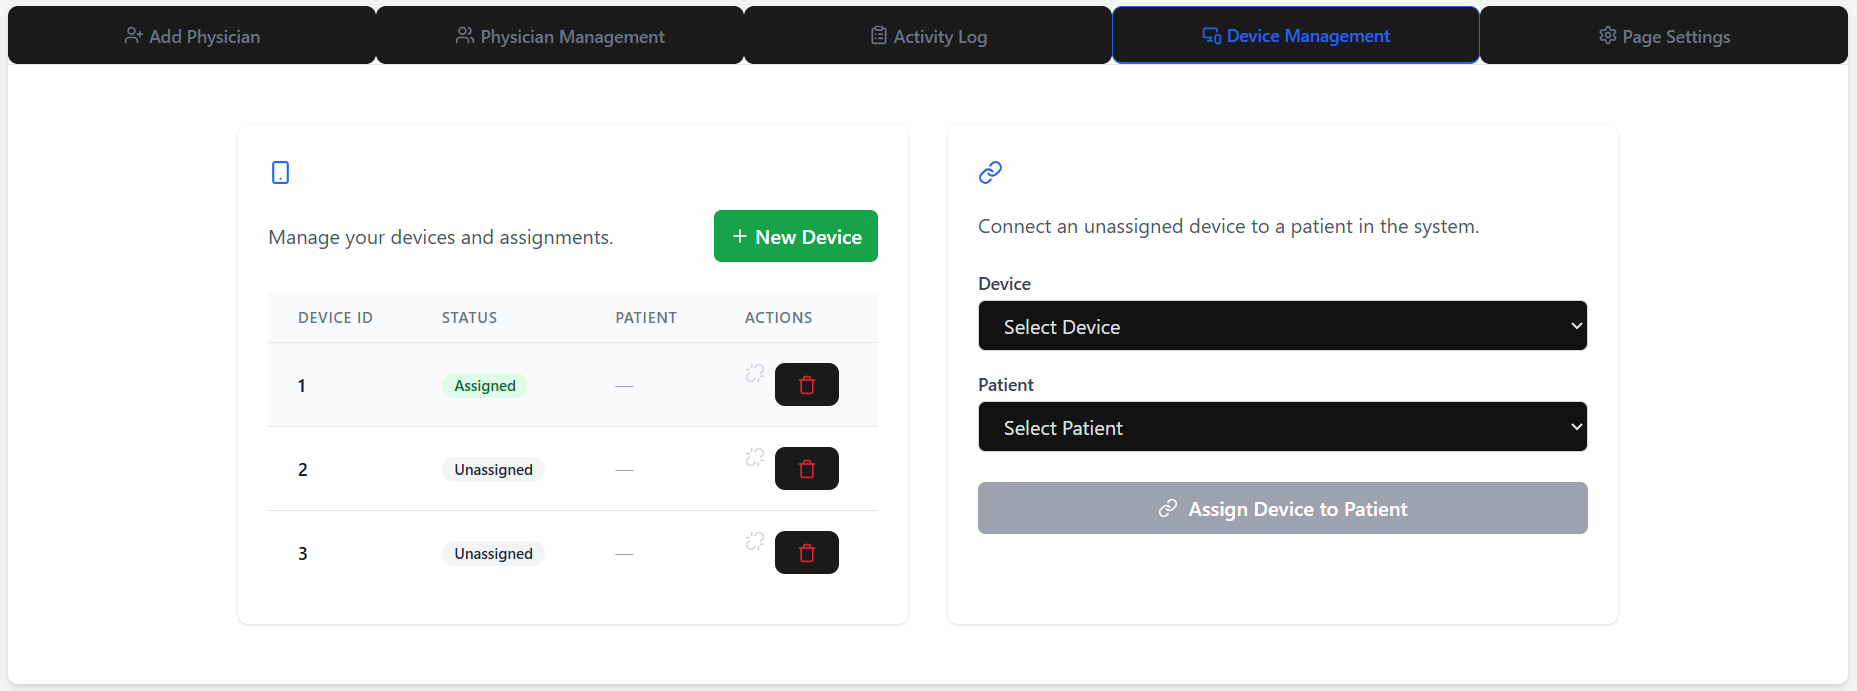 Add Physician
Physician Management
Activity Log
Device Management
Page Settings
Manage your devices and assignments.
+ New Device
DEVICE ID STATUS PATIENT ACTIONS
1 Assigned —
2 Unassigned —
3 Unassigned —
Connect an unassigned device to a patient in the system.
Device
Select Device
Patient
Select Patient
Assign Device to Patient